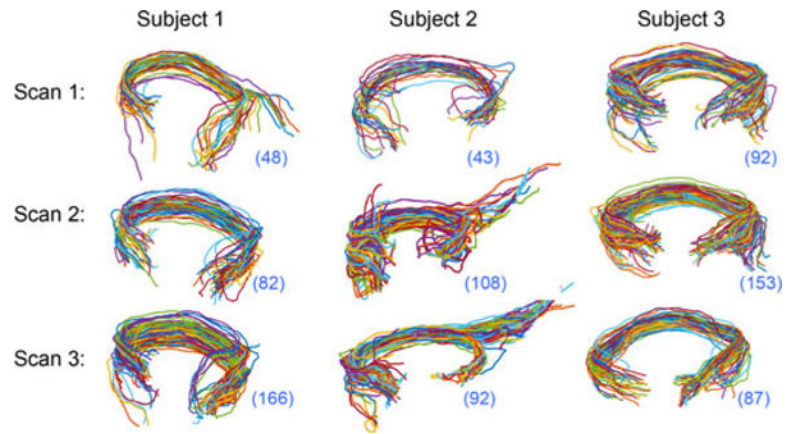 Subject 1 Subject 2 Subject 3
Scan 1:
(48) (43) (92)
Scan 2:
(82) (108) (153)
Scan 3:
(166) (92) (87)